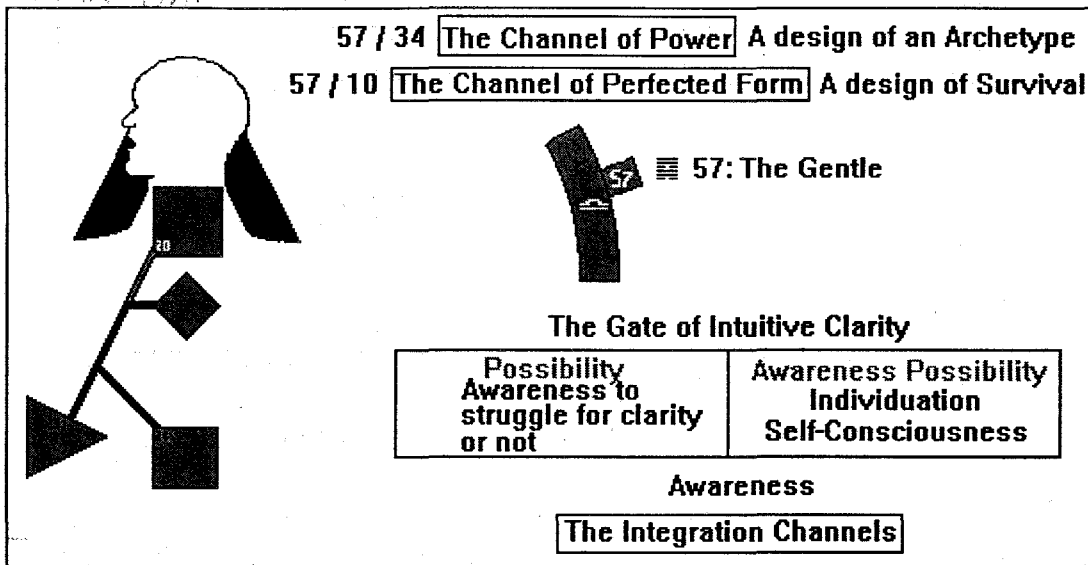 57 / 34 The Channel of Power A design of an Archetype
57 / 10 The Channel of Perfected Form A design of Survival
57
57: The Gentle
20
The Gate of Intuitive Clarity
Possibility
Awareness to
struggle for clarity
or not
Awareness Possibility
Individuation
Self-Consciousness
Awareness
The Integration Channels